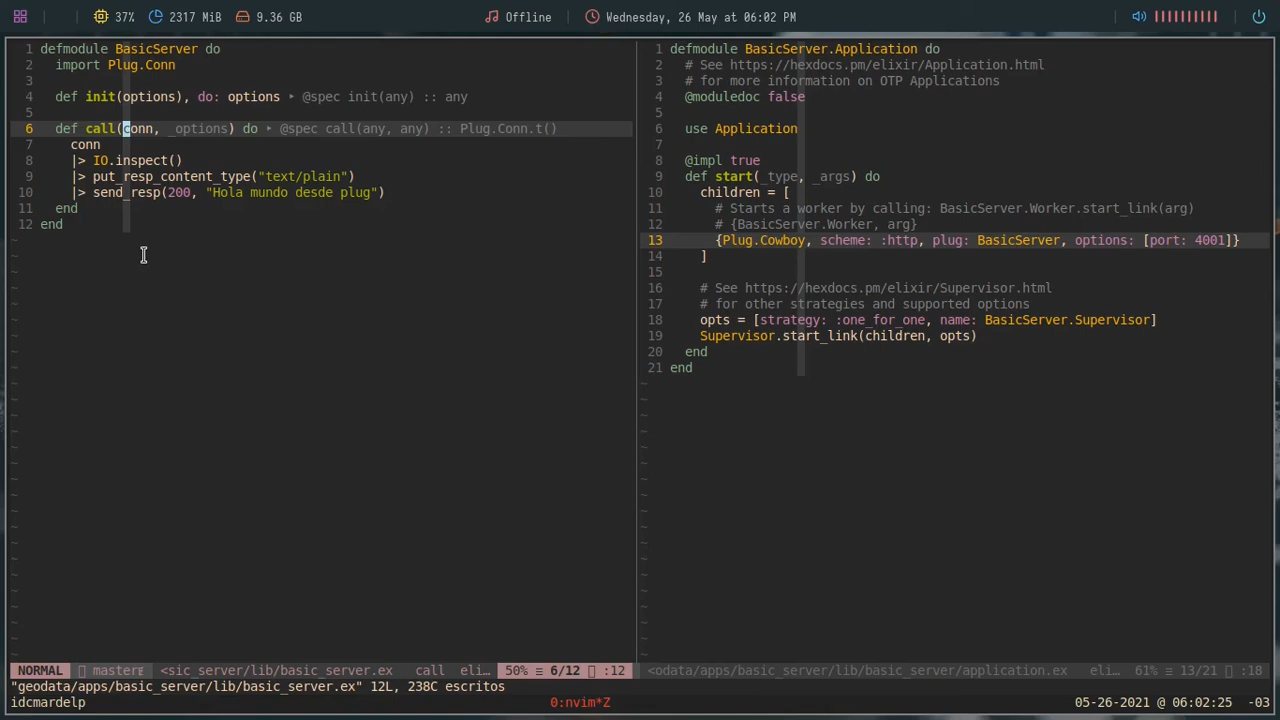 37% 2317 MiB 9.36 GB Offline Wednesday, 26 May at 06:02 PM
1 defmodule BasicServer do
2 import Plug.Conn
3
4 def init(options), do: options ‣ @spec init(any) :: any
5
6 def call(conn, _options) do ‣ @spec call(any, any) :: Plug.Conn.t()
7 conn
8 |> IO.inspect()
9 |> put_resp_content_type("text/plain")
10 |> send_resp(200, "Hola mundo desde plug")
11 end
12 end
1 defmodule BasicServer.Application do
2 # See https://hexdocs.pm/elixir/Application.html
3 # for more information on OTP Applications
4 @moduledoc false
5
6 use Application
7
8 @impl true
9 def start(_type, _args) do
10 children = [
11 # Starts a worker by calling: BasicServer.Worker.start_link(arg)
12 # {BasicServer.Worker, arg}
13 {Plug.Cowboy, scheme: :http, plug: BasicServer, options: [port: 4001]}
14 ]
15
16 # See https://hexdocs.pm/elixir/Supervisor.html
17 # for other strategies and supported options
18 opts = [strategy: :one_for_one, name: BasicServer.Supervisor]
19 Supervisor.start_link(children, opts)
20 end
21 end
NORMAL master <sic_server/lib/basic_server.ex call eli… 50% ≡ 6/12 :12
<odata/apps/basic_server/lib/basic_server/application.ex eli… 61% ≡ 13/21 :18
"geodata/apps/basic_server/lib/basic_server.ex" 12L, 238C escritos
idcmardelp 0:nvim*Z 05-26-2021 @ 06:02:25 -03